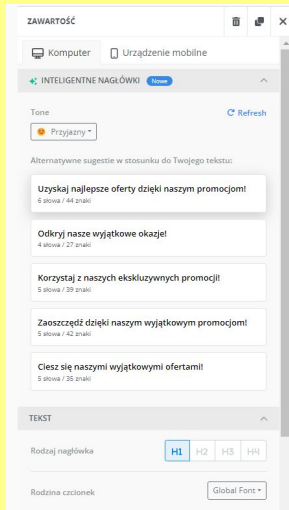 ZAWARTOŚĆ
Komputer
Urządzenie mobilne
INTELIGENTNE NAGŁÓWKI Nowe
Tone
Refresh
Przyjazny
Alternatywne sugestie w stosunku do Twojego tekstu:
Uzyskaj najlepsze oferty dzięki naszym promocjom!
6 słowa / 44 znaki
Odkryj nasze wyjątkowe okazje!
4 słowa / 27 znaki
Korzystaj z naszych ekskluzywnych promocji!
5 słowa / 39 znaki
Zaoszczędź dzięki naszym wyjątkowym promocjom!
5 słowa / 42 znaki
Ciesz się naszymi wyjątkowymi ofertami!
5 słowa / 35 znaki
TEKST
Rodzaj nagłówka
H1 H2 H3 H4
Rodzina czcionek
Global Font